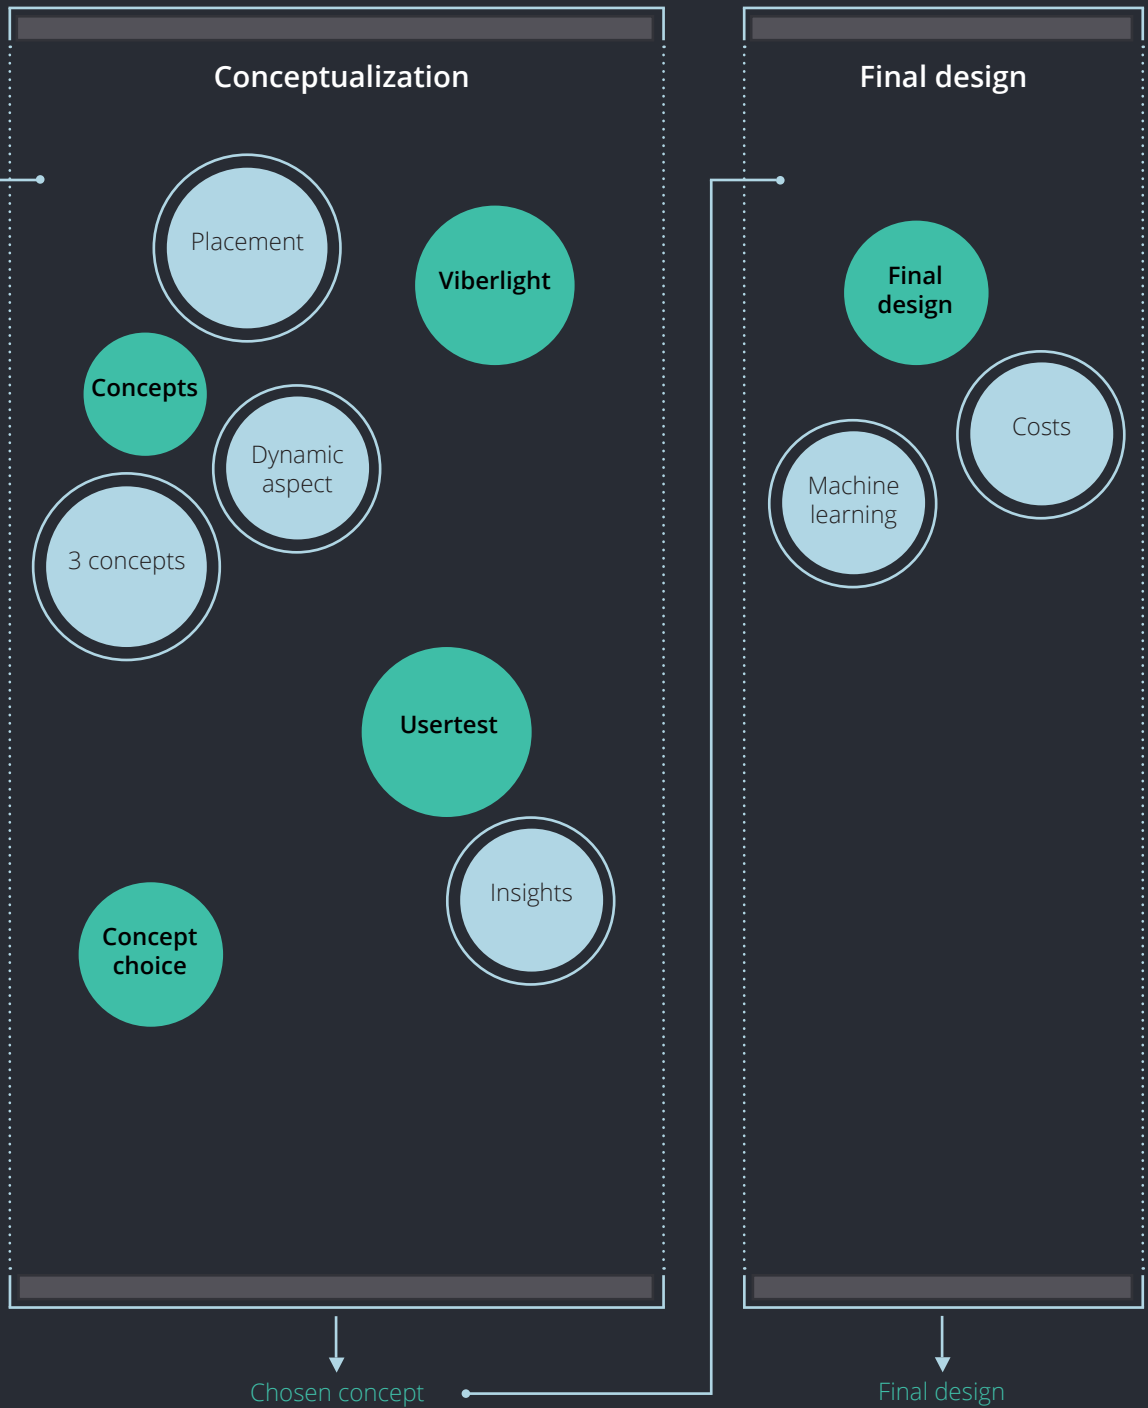 Conceptualization
Placement
Viberlight
Concepts
Dynamic
aspect
3 concepts
Usertest
Insights
Concept
choice
Chosen concept
Final design
Final
design
Costs
Machine
learning
Final design